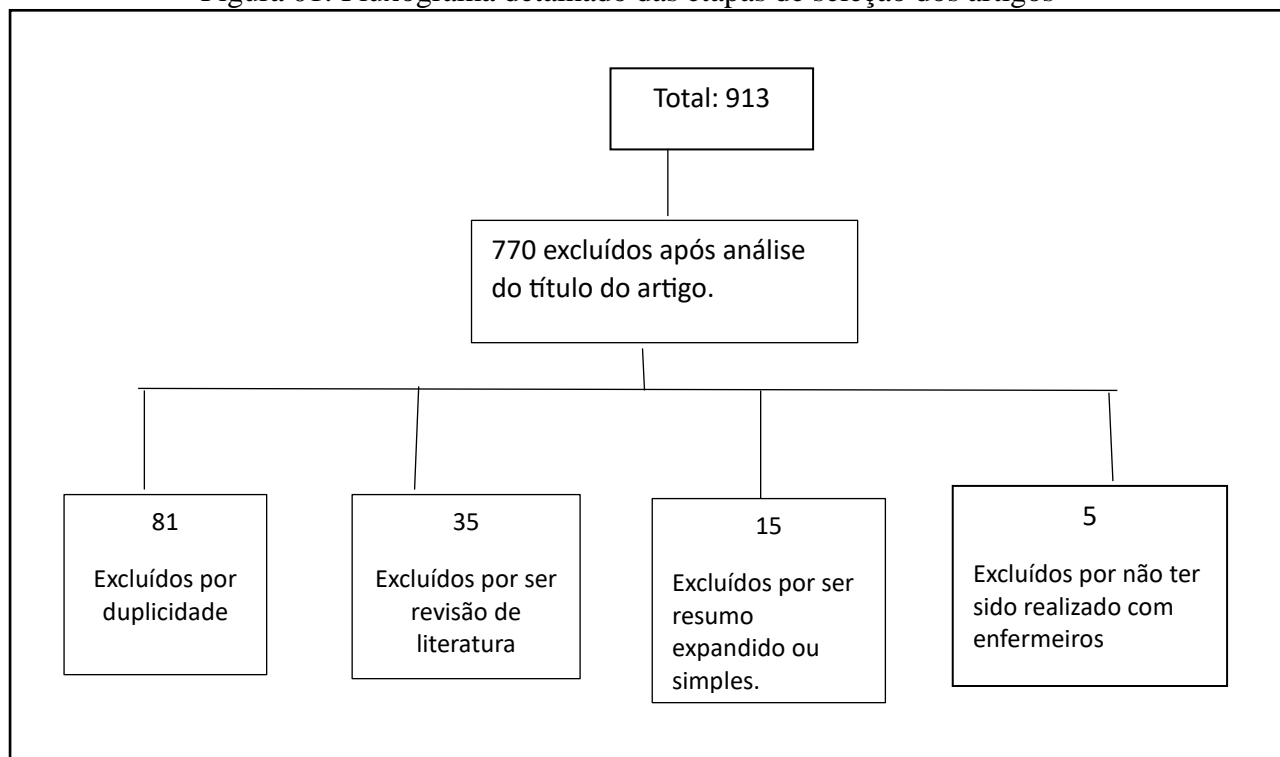 Figura 01: Fluxograma detalhado das etapas de seleção dos artigos
Total: 913
770 excluídos após análise
do título do artigo.
81
Excluídos por
duplicidade
35
Excluídos por ser
revisão de
literatura
15
Excluídos por ser
resumo
expandido ou
simples.
5
Excluídos por não ter
sido realizado com
enfermeiros